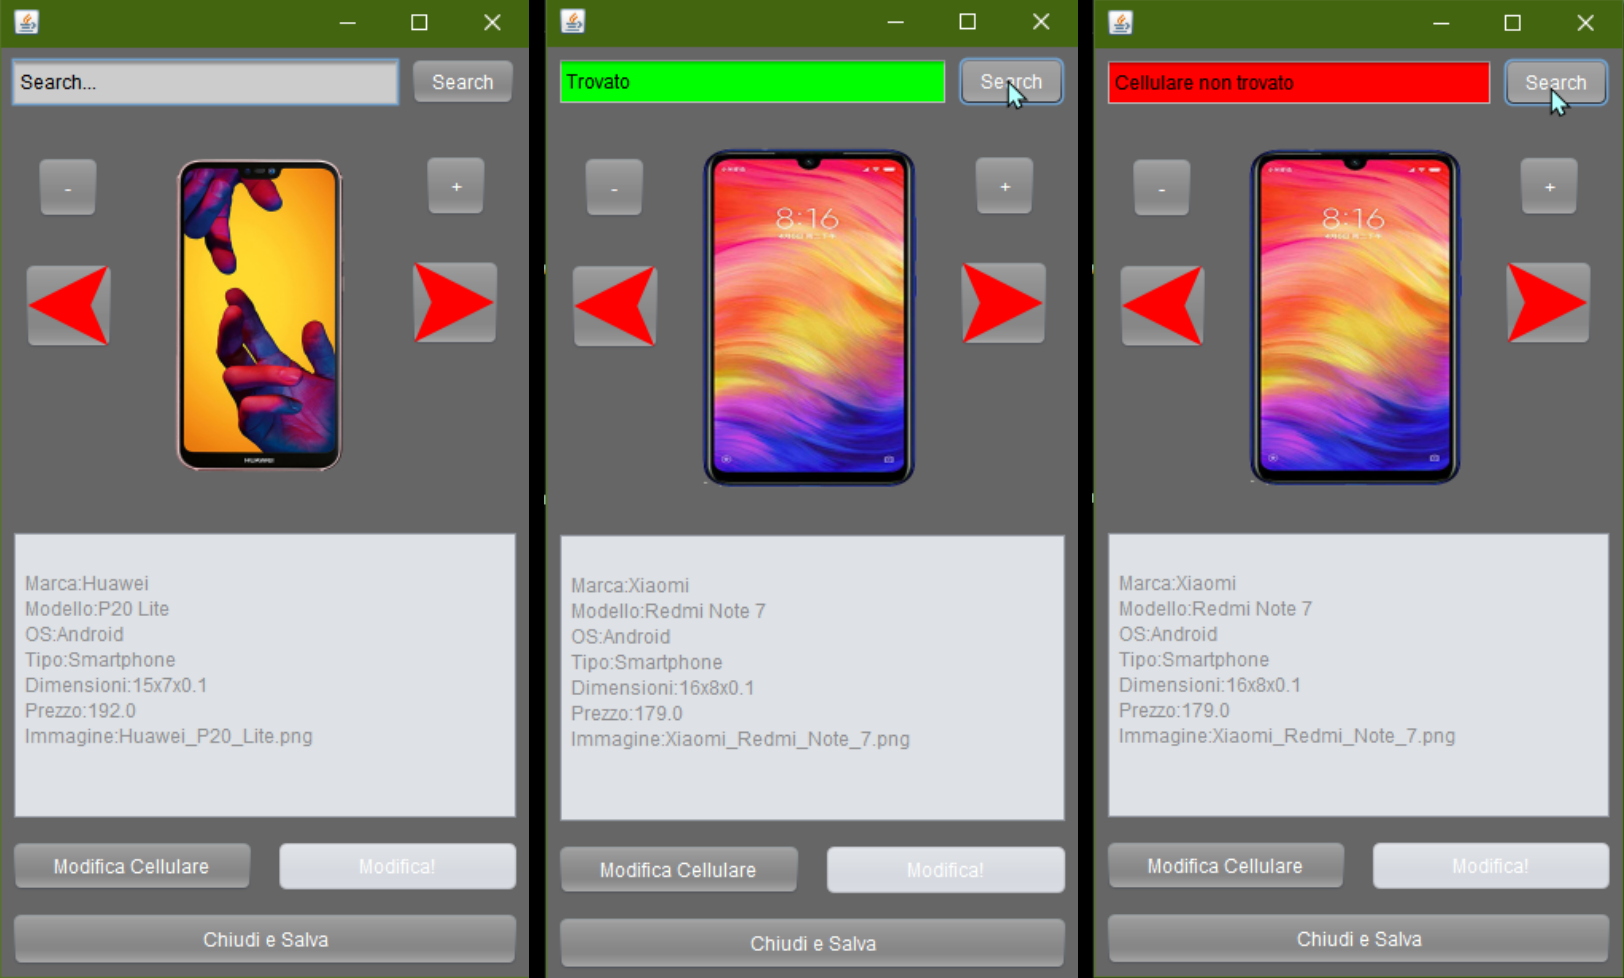 Search...
Search
-
+
HUAWEI
Marca:Huawei
Modello:P20 Lite
OS:Android
Tipo:Smartphone
Dimensioni:15x7x0.1
Prezzo:192.0
Immagine:Huawei_P20_Lite.png
Modifica Cellulare
Modifica!
Chiudi e Salva
Trovato
Search
-
+
8:16
Marca:Xiaomi
Modello:Redmi Note 7
OS:Android
Tipo:Smartphone
Dimensioni:16x8x0.1
Prezzo:179.0
Immagine:Xiaomi_Redmi_Note_7.png
Modifica Cellulare
Modifica!
Chiudi e Salva
Cellulare non trovato
Search
-
+
8:16
Marca:Xiaomi
Modello:Redmi Note 7
OS:Android
Tipo:Smartphone
Dimensioni:16x8x0.1
Prezzo:179.0
Immagine:Xiaomi_Redmi_Note_7.png
Modifica Cellulare
Modifica!
Chiudi e Salva